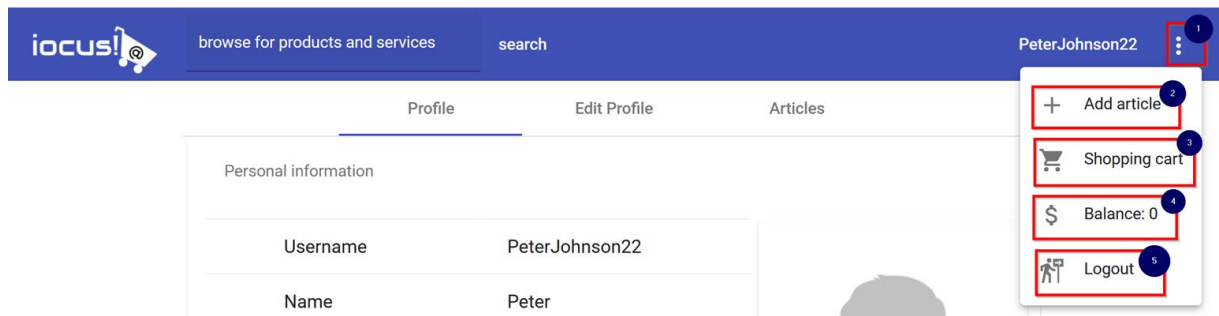 iocus! @
browse for products and services search PeterJohnson22 1
Profile Edit Profile Articles
Add article 2
Shopping cart 3
Balance: 0 4
Logout 5
Personal information
Username PeterJohnson22
Name Peter